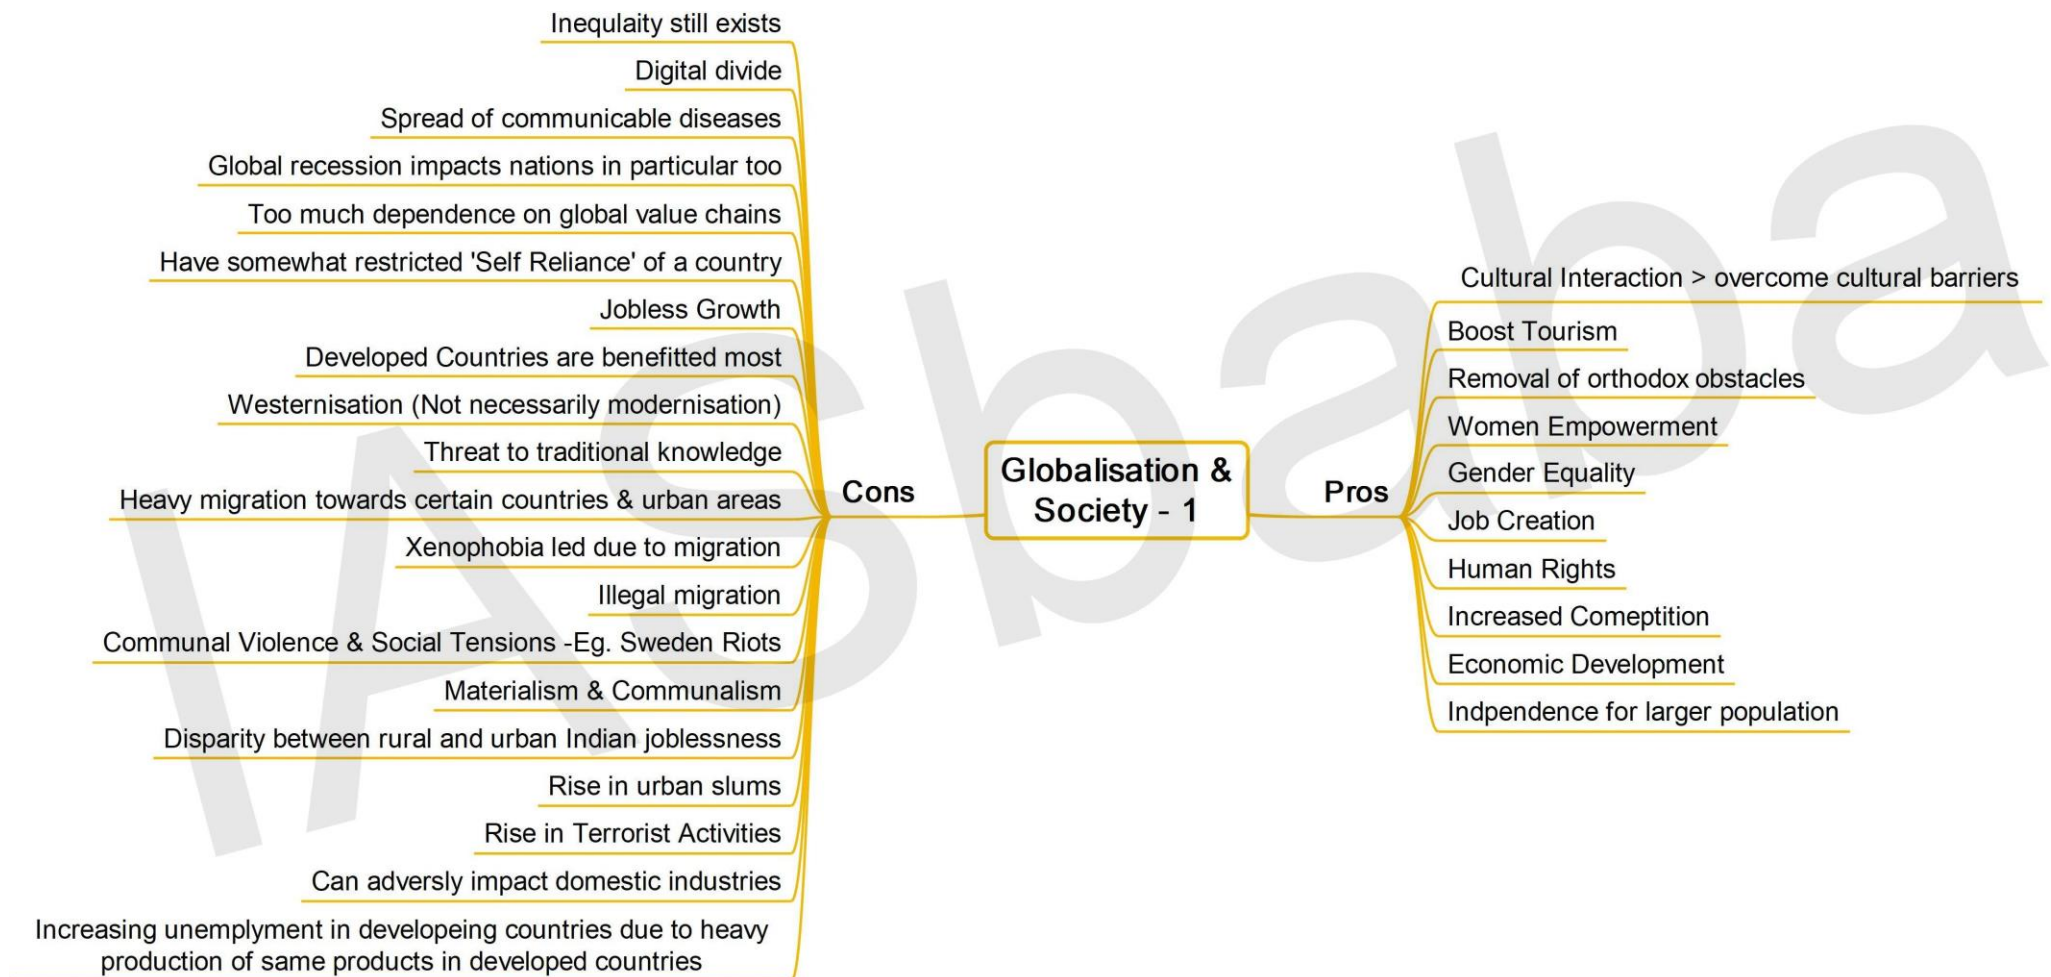 Inequlaity still exists
Digital divide
Spread of communicable diseases
Global recession impacts nations in particular too
Too much dependence on global value chains
Have somewhat restricted 'Self Reliance' of a country
Jobless Growth
Developed Countries are benefitted most
Westernisation (Not necessarily modernisation)
Threat to traditional knowledge
Heavy migration towards certain countries & urban areas
Xenophobia led due to migration
Illegal migration
Communal Violence & Social Tensions -Eg. Sweden Riots
Materialism & Communalism
Disparity between rural and urban Indian joblessness
Rise in urban slums
Rise in Terrorist Activities
Can adversly impact domestic industries
Increasing unemplyment in developeing countries due to heavy
production of same products in developed countries
Cons
Globalisation &
Society - 1
Pros
Cultural Interaction > overcome cultural barriers
Boost Tourism
Removal of orthodox obstacles
Women Empowerment
Gender Equality
Job Creation
Human Rights
Increased Comeptition
Economic Development
Indpendence for larger population
IASbaba